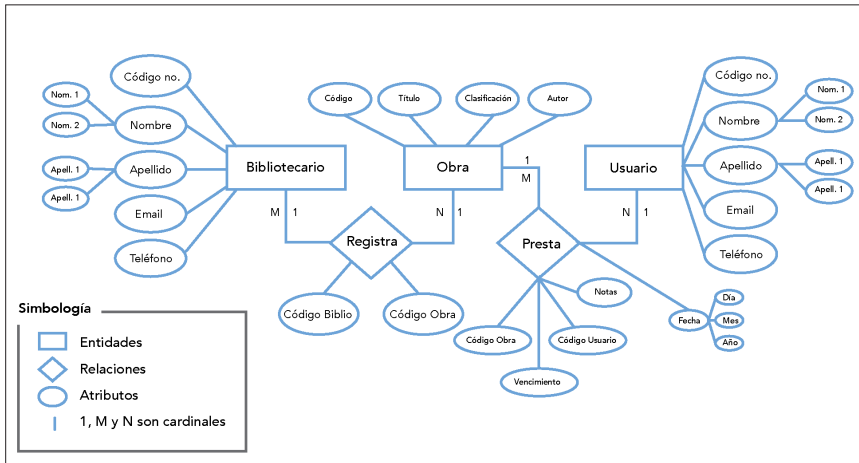 Código no.
Nom. 1
Nom. 2
Nombre
Apell. 1
Apell. 1
Apellido
Email
Teléfono
Bibliotecario
Código
Título
Clasificación
Autor
Obra
Usuario
Código no.
Nombre
Nom. 1
Nom. 2
Apellido
Apell. 1
Apell. 1
Email
Teléfono
M 1
N 1
1
M
N 1
Registra
Presta
Código Biblio
Código Obra
Notas
Código Obra
Código Usuario
Vencimiento
Fecha
Día
Mes
Año
Simbología
Entidades
Relaciones
Atributos
1, M y N son cardinales